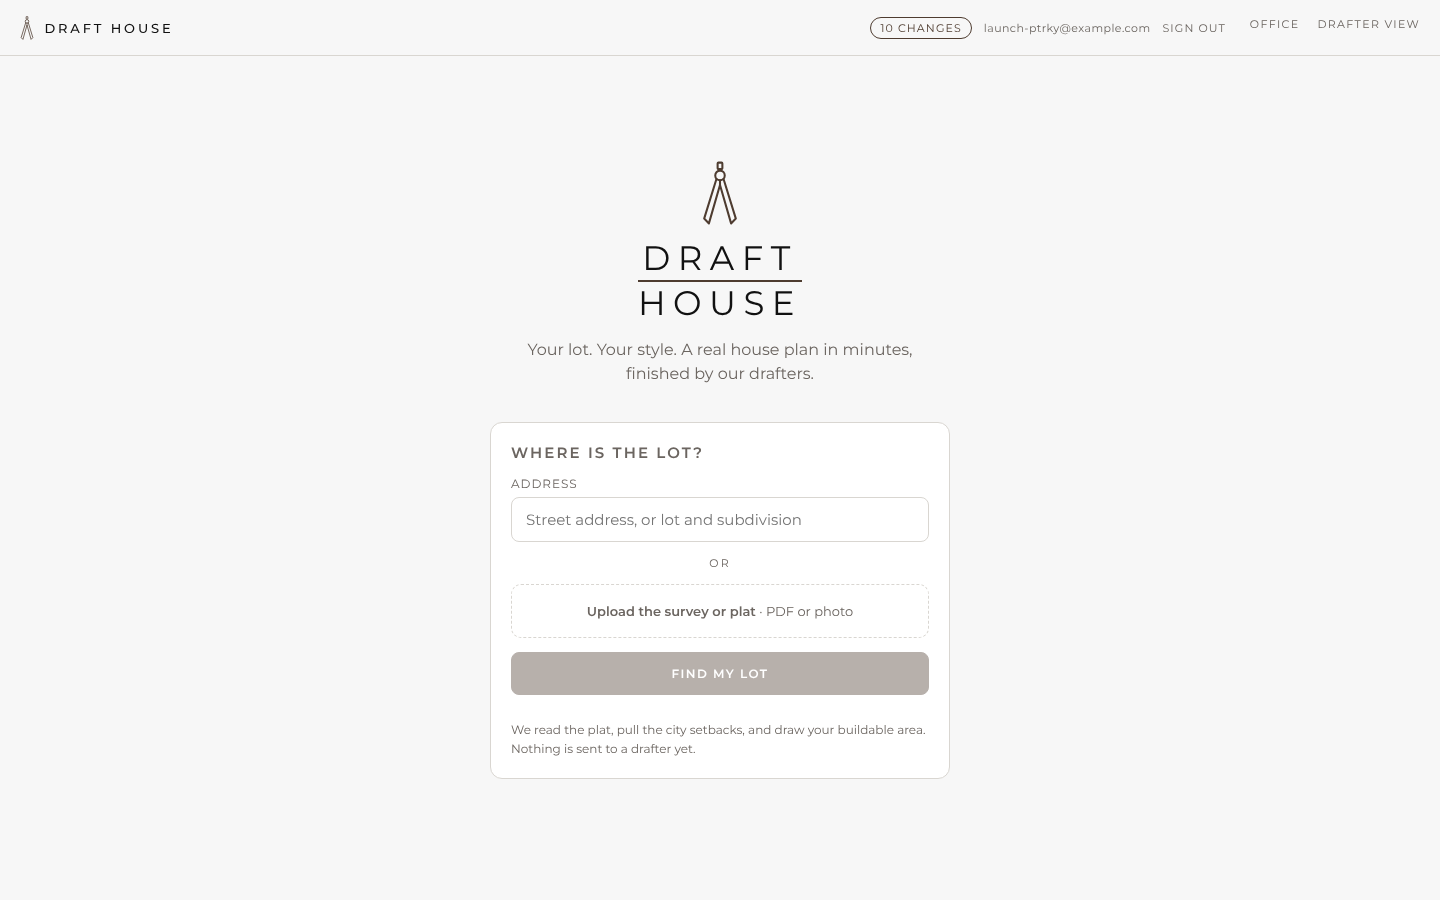 DRAFT HOUSE
10 CHANGES
launch-ptrky@example.com
SIGN OUT
OFFICE
DRAFTER VIEW
DRAFT
HOUSE
Your lot. Your style. A real house plan in minutes,
finished by our drafters.
WHERE IS THE LOT?
ADDRESS
Street address, or lot and subdivision
OR
Upload the survey or plat · PDF or photo
FIND MY LOT
We read the plat, pull the city setbacks, and draw your buildable area.
Nothing is sent to a drafter yet.